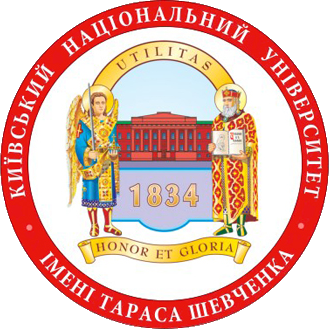 КИЇВСЬКИЙ НАЦІОНАЛЬНИЙ УНІВЕРСИТЕТ
ІМЕНІ ТАРАСА ШЕВЧЕНКА
UTILITAS
1834
HONOR ET GLORIA